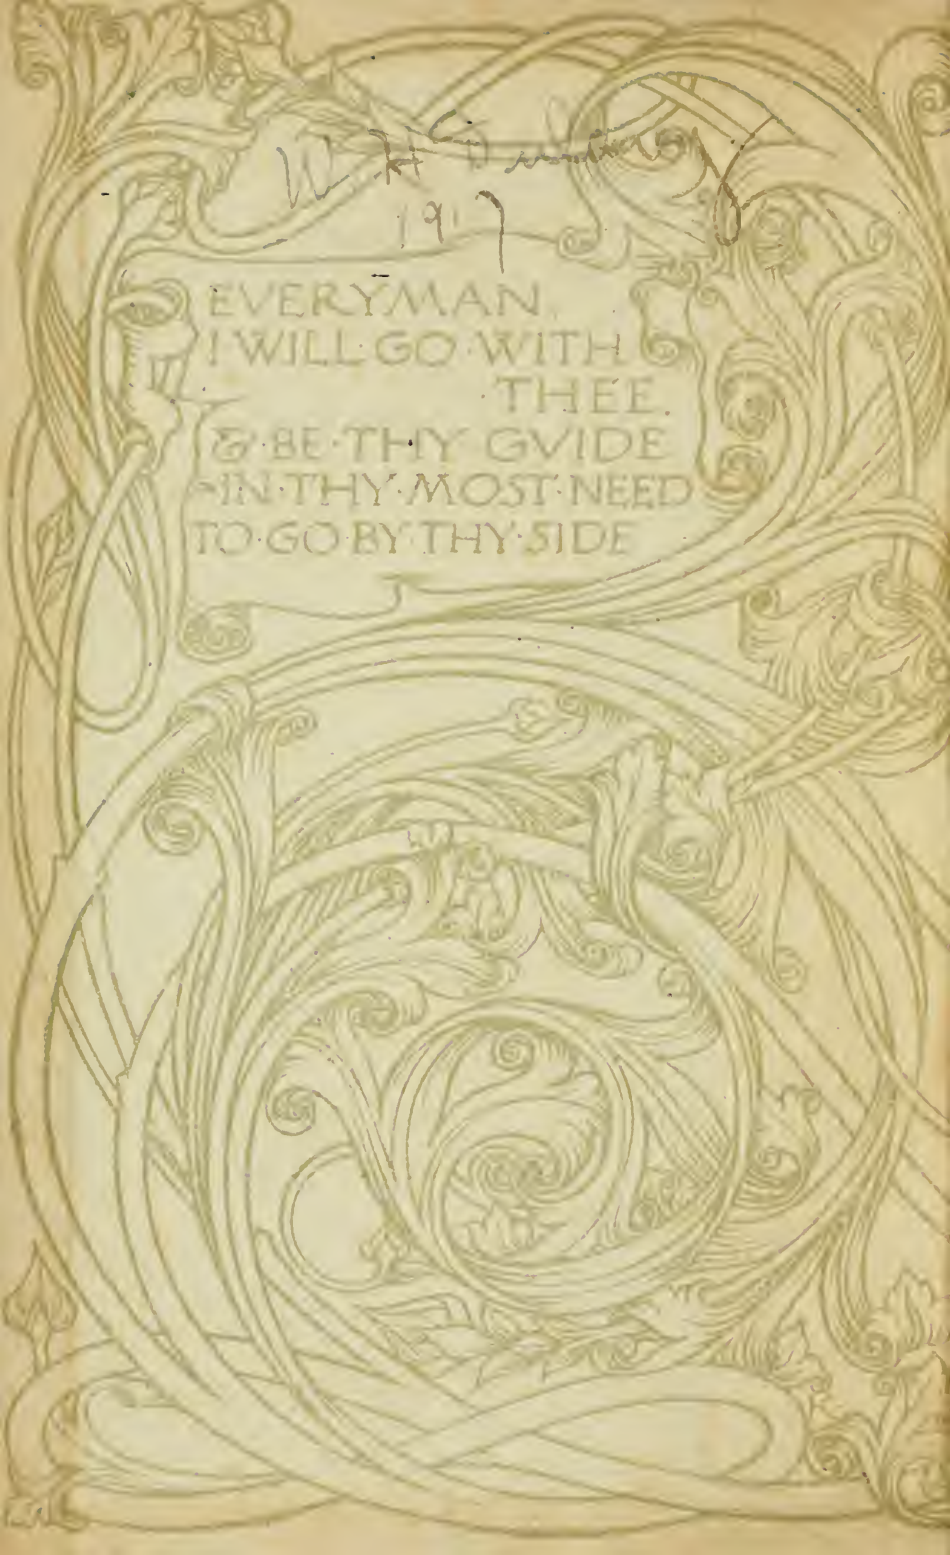 1917
EVERYMAN,
I WILL·GO·WITH
·THEE.
&·BE·THY GVIDE
·IN·THY·MOST·NEED
TO·GO·BY·THY·SIDE